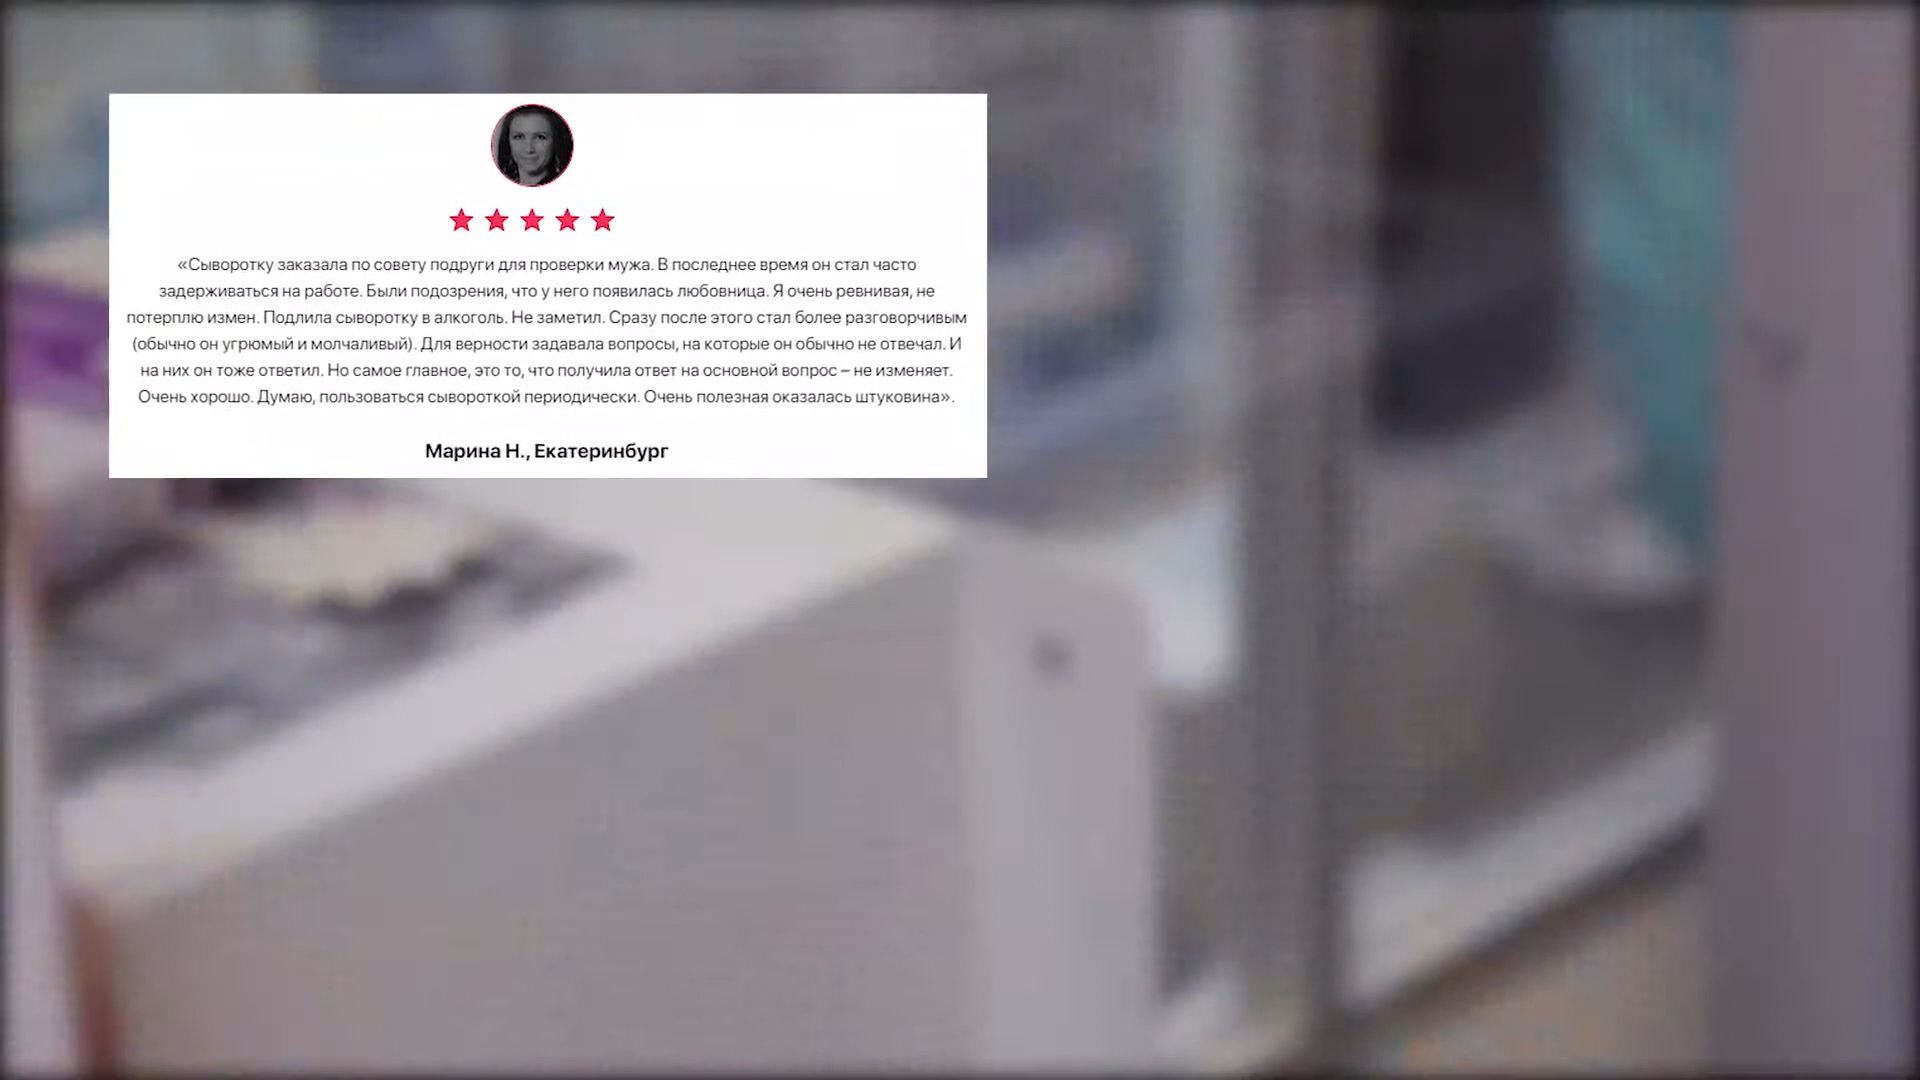 «Сыворотку заказала по совету подруги для проверки мужа. В последнее время он стал часто
задерживаться на работе. Были подозрения, что у него появилась любовница. Я очень ревнивая, не
потерплю измен. Подлила сыворотку в алкоголь. Не заметил. Сразу после этого стал более разговорчивым
(обычно он угрюмый и молчаливый). Для верности задавала вопросы, на которые он обычно не отвечал. И
на них он тоже ответил. Но самое главное, это то, что получила ответ на основной вопрос – не изменяет.
Очень хорошо. Думаю, пользоваться сывороткой периодически. Очень полезная оказалась штуковина».
Марина Н., Екатеринбург